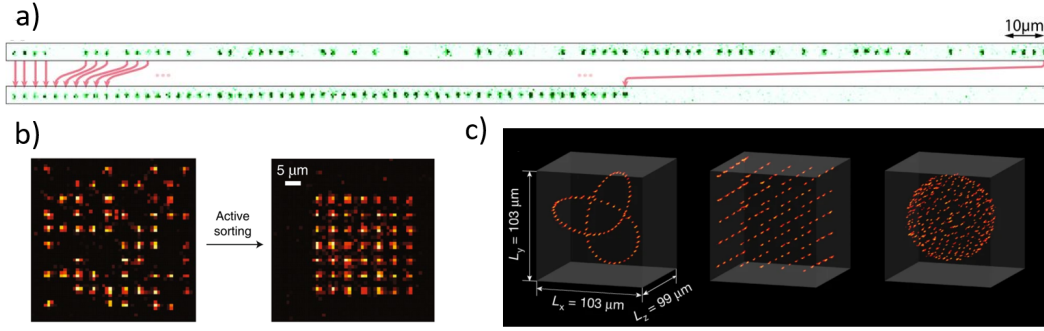 a)
10μm
b)
5 μm
Active
sorting
c)
L_y = 103 μm
L_x = 103 μm
L_z = 99 μm